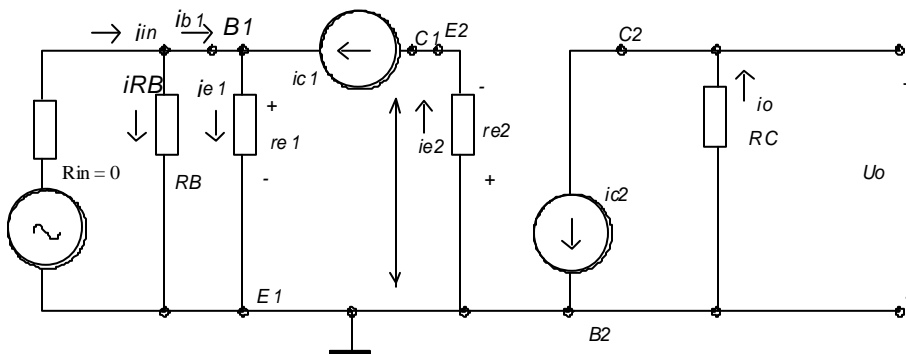 iin
ib1
B1
ic1
C1
E2
C2
iRB
ie1
+
re1
-
RB
Rin = 0
ie2
-
re2
+
ic2
io
RC
Uo
E1
B2